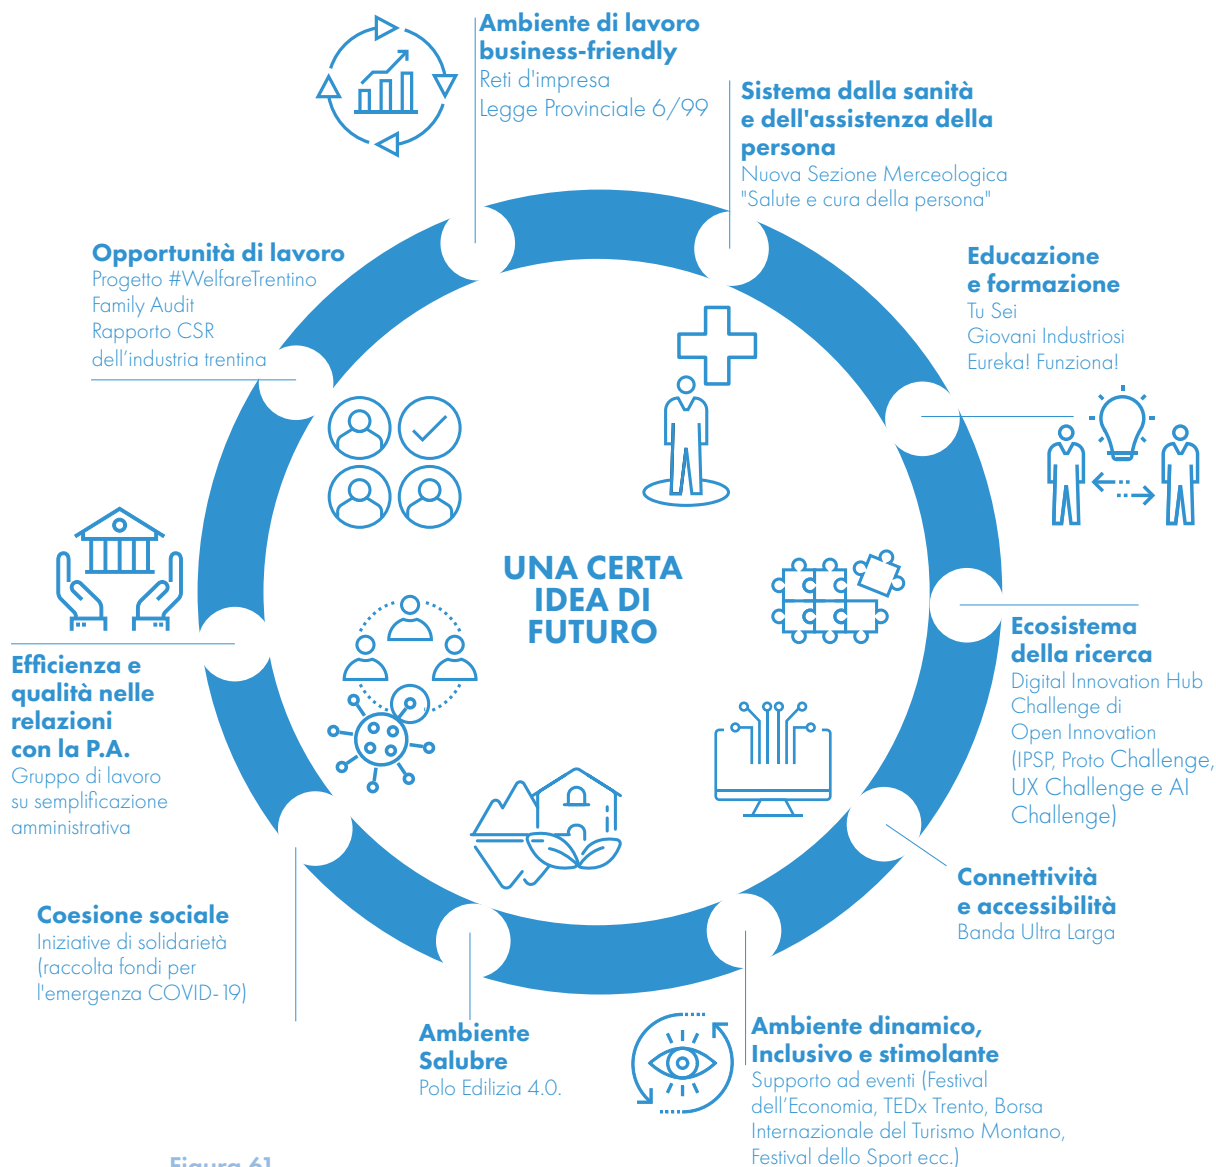 Ambiente di lavoro
business-friendly
Reti d'impresa
Legge Provinciale 6/99
Sistema dalla sanità
e dell'assistenza della
persona
Nuova Sezione Merceologica
"Salute e cura della persona"
Opportunità di lavoro
Progetto #WelfareTrentino
Family Audit
Rapporto CSR
dell’industria trentina
Educazione
e formazione
Tu Sei
Giovani Industriosi
Eureka! Funziona!
UNA CERTA
IDEA DI
FUTURO
Efficienza e
qualità nelle
relazioni
con la P.A.
Gruppo di lavoro
su semplificazione
amministrativa
Ecosistema
della ricerca
Digital Innovation Hub
Challenge di
Open Innovation
(IPSP, Proto Challenge,
UX Challenge e AI
Challenge)
Connettività
e accessibilità
Banda Ultra Larga
Coesione sociale
Iniziative di solidarietà
(raccolta fondi per
l'emergenza COVID-19)
Ambiente
Salubre
Polo Edilizia 4.0.
Ambiente dinamico,
Inclusivo e stimolante
Supporto ad eventi (Festival
dell’Economia, TEDx Trento, Borsa
Internazionale del Turismo Montano,
Festival dello Sport ecc.)
Figura 61